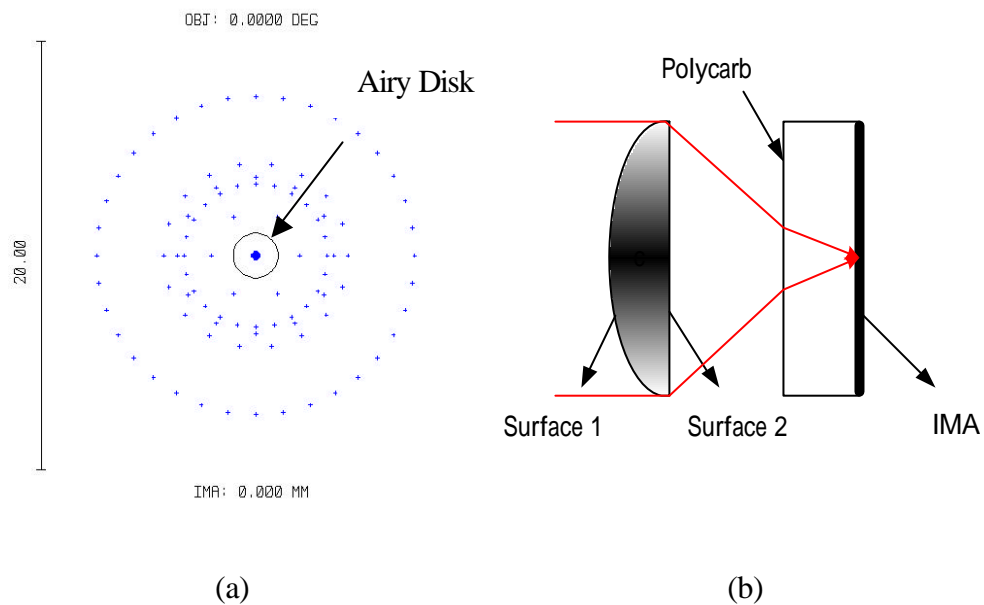 OBJ: 0.0000 DEG
Airy Disk
20.00
IMA: 0.000 MM
(a)
Polycarb
Surface 1
Surface 2
IMA
(b)